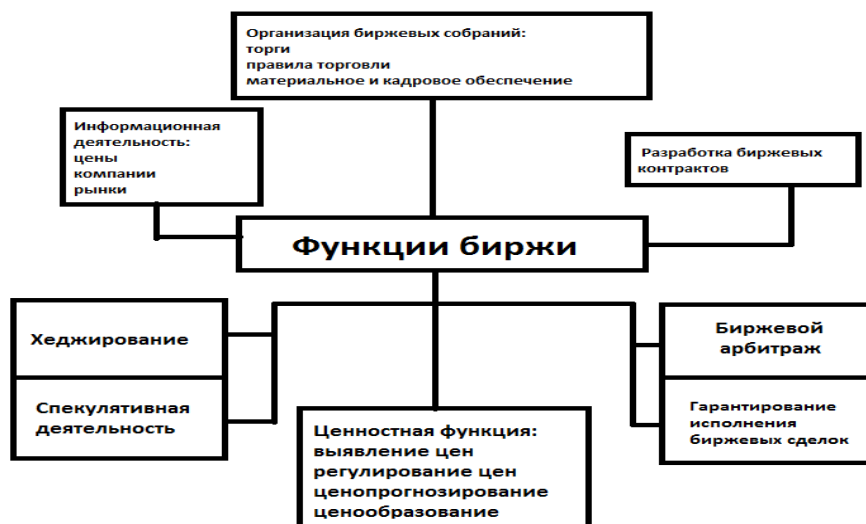 Организация биржевых собраний:
торги
правила торговли
материальное и кадровое обеспечение
Информационная
деятельность:
цены
компании
рынки
Разработка биржевых
контрактов
Функции биржи
Хеджирование
Спекулятивная
деятельность
Ценностная функция:
выявление цен
регулирование цен
ценопрогнозирование
ценообразование
Биржевой
арбитраж
Гарантирование
исполнения
биржевых сделок